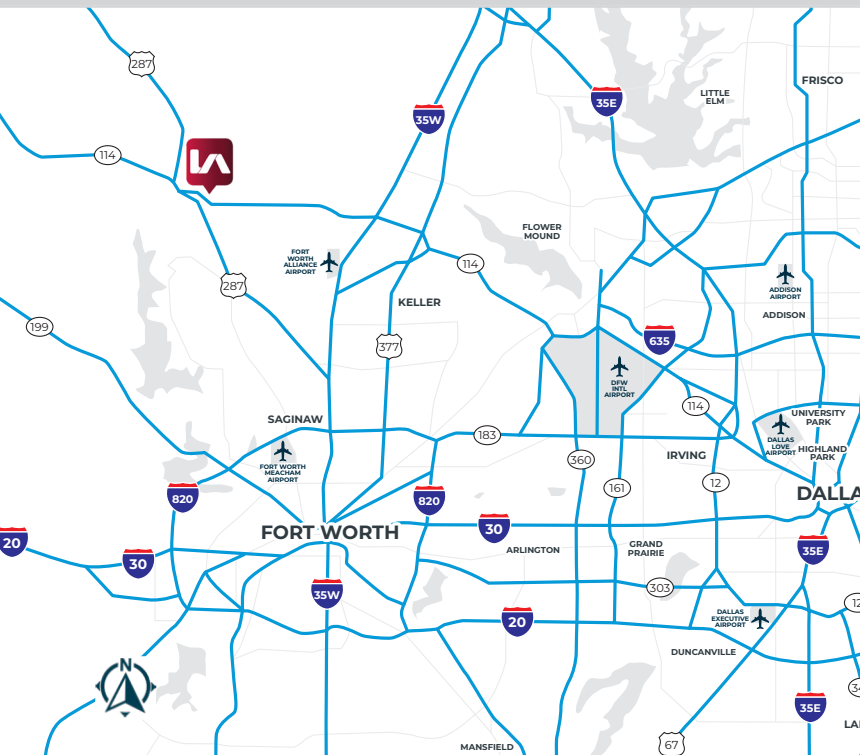 287
FRISCO
LITTLE
ELM
35E
35W
114
LA
FLOWER
MOUND
FORT
WORTH
ALLIANCE
AIRPORT
114
287
ADDISON
AIRPORT
KELLER
ADDISON
199
377
635
DFW
INTL
AIRPORT
114
SAGINAW
UNIVERSITY
PARK
183
DALLAS
LOVE
AIRPORT
HIGHLAND
PARK
IRVING
360
FORT WORTH
MEACHAM
AIRPORT
161
12
820
820
DALLA
30
FORT WORTH
20
30
ARLINGTON
GRAND
PRAIRIE
35E
303
35W
12
DALLAS
EXECUTIVE
AIRPORT
20
DUNCANVILLE
N
34
35E
LA
67
MANSFIELD